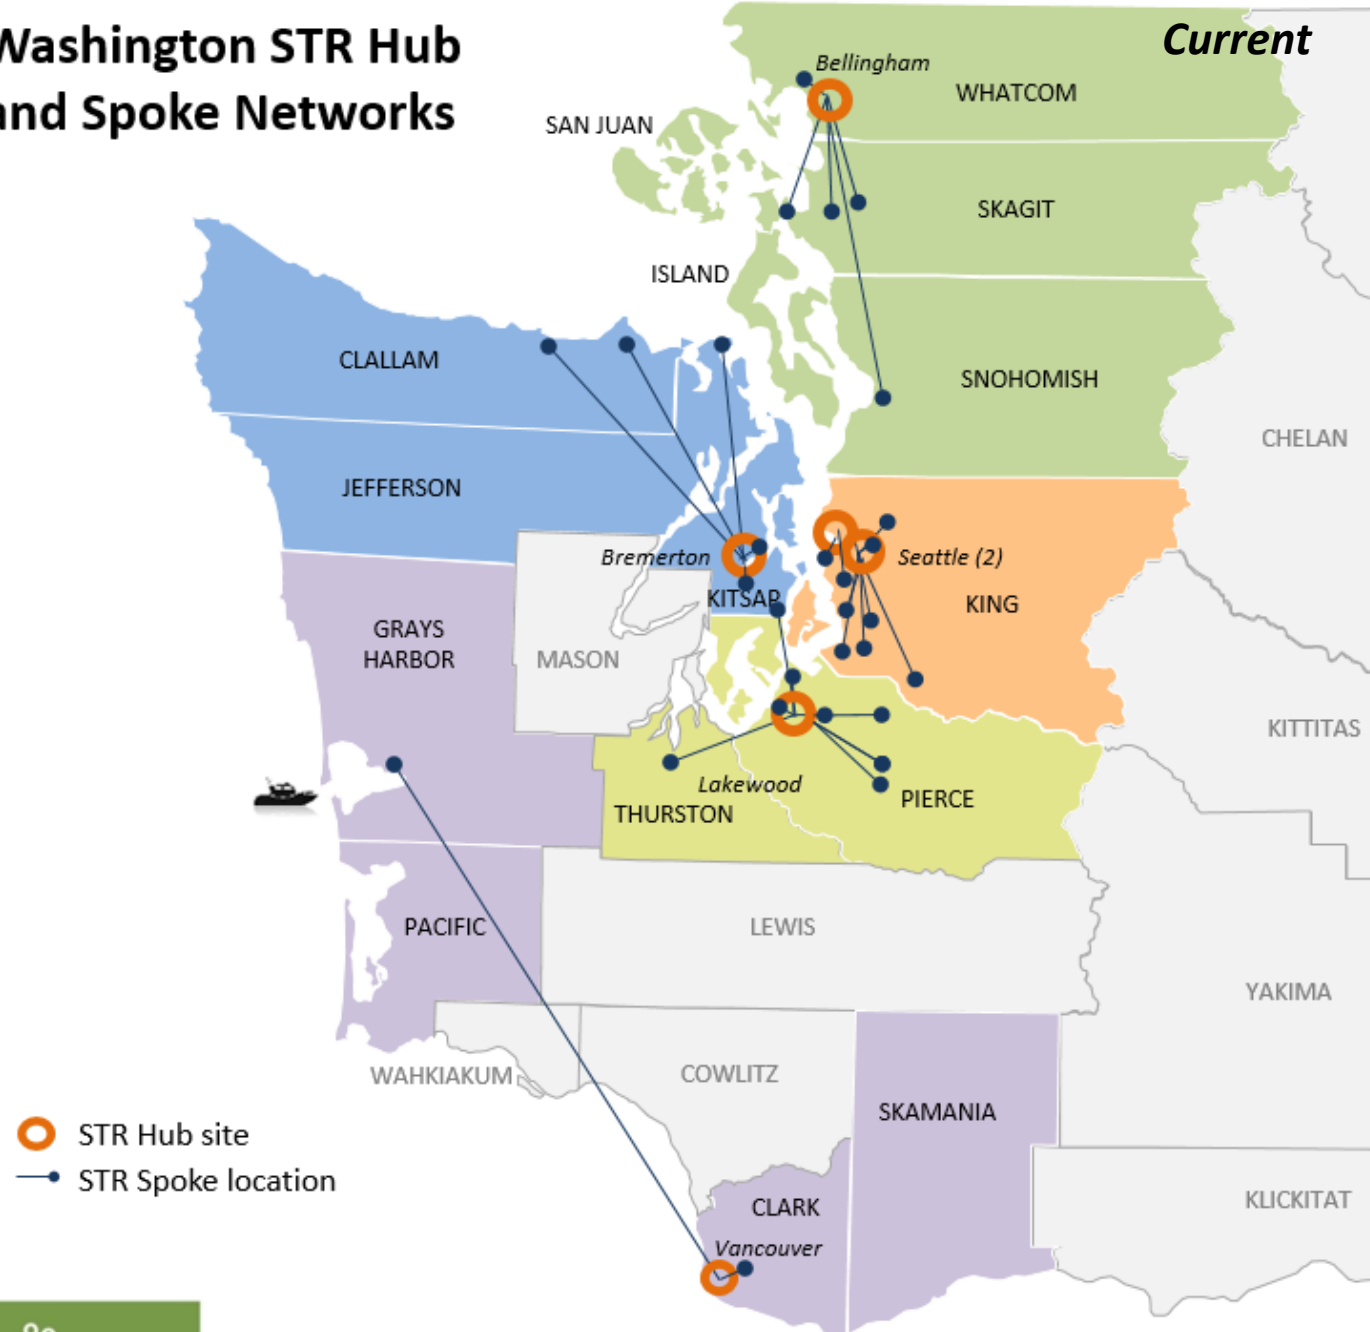 Washington STR Hub
and Spoke Networks
Current
Bellingham
WHATCOM
SAN JUAN
SKAGIT
ISLAND
CLALLAM
SNOHOMISH
CHELAN
JEFFERSON
Bremerton
Seattle (2)
KITSAP
KING
GRAYS
HARBOR
MASON
KITTITAS
Lakewood
PIERCE
THURSTON
PACIFIC
LEWIS
YAKIMA
WAHKIAKUM
COWLITZ
SKAMANIA
STR Hub site
STR Spoke location
CLARK
KLICKITAT
Vancouver